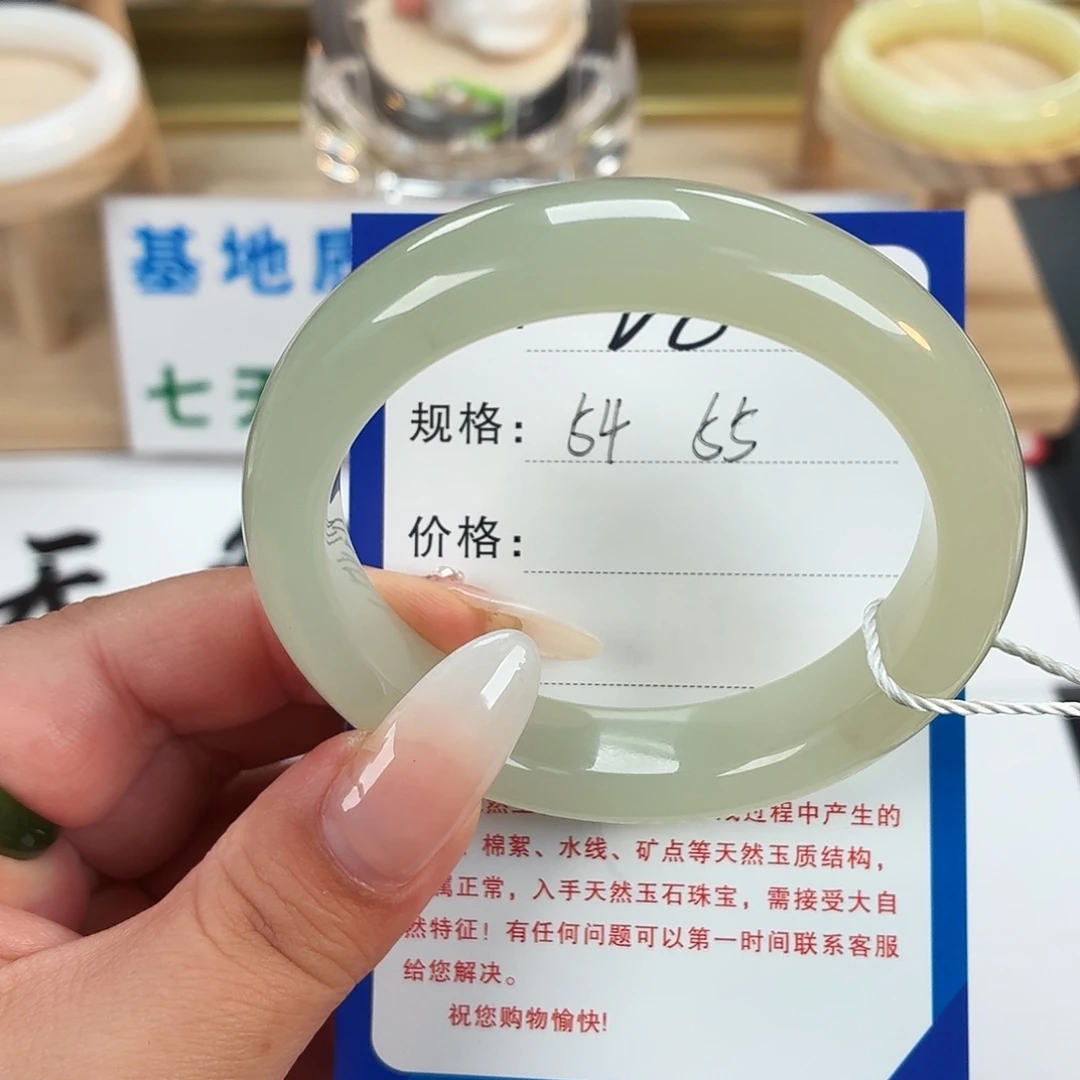 基地
七天
规格: 54 55
价格:
过程中产生的
棉絮、水线、矿点等天然玉质结构,
属正常,入手天然玉石珠宝,需接受大自
然特征!有任何问题可以第一时间联系客服
给您解决。
祝您购物愉快!